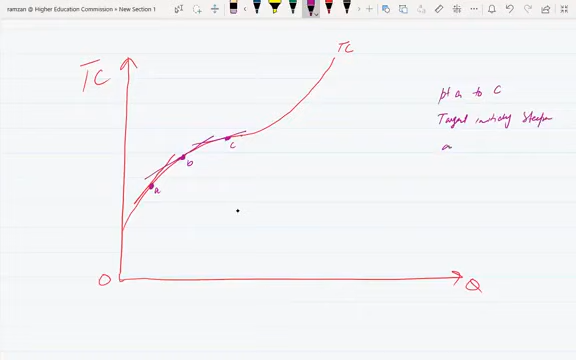 ramzan @ Higher Education Commission » New Section 1
TC
TC
pt a to C
Tangent initially Steeper
a
c
b
a
O
Q